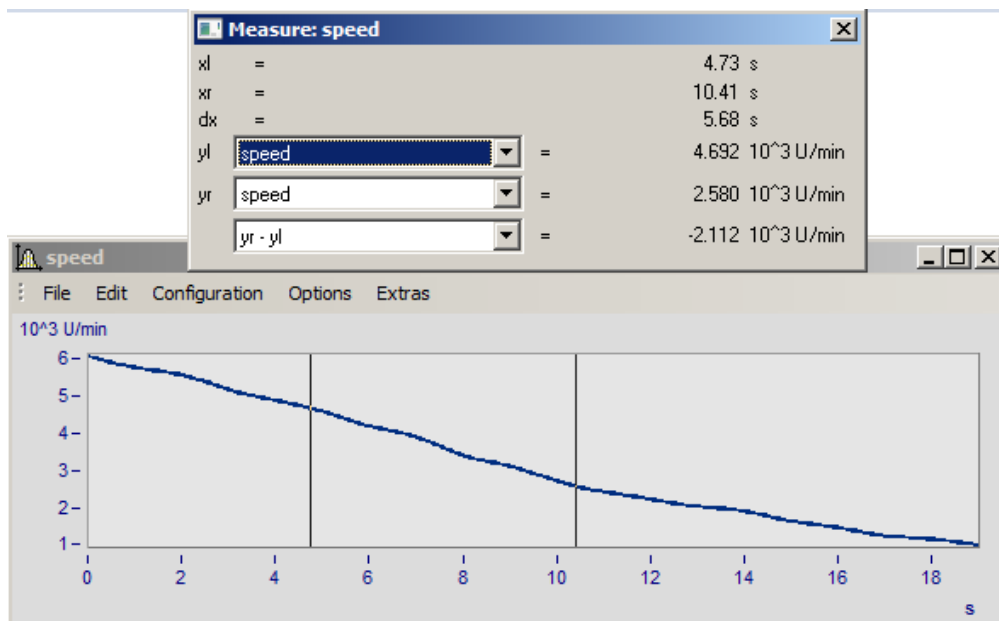 Measure: speed
xl = 4.73 s
xr = 10.41 s
dx = 5.68 s
yl speed = 4.692 10^3 U/min
yr speed = 2.580 10^3 U/min
yr - yl = -2.112 10^3 U/min
speed
File Edit Configuration Options Extras
10^3 U/min
6
5
4
3
2
1
0 2 4 6 8 10 12 14 16 18
s